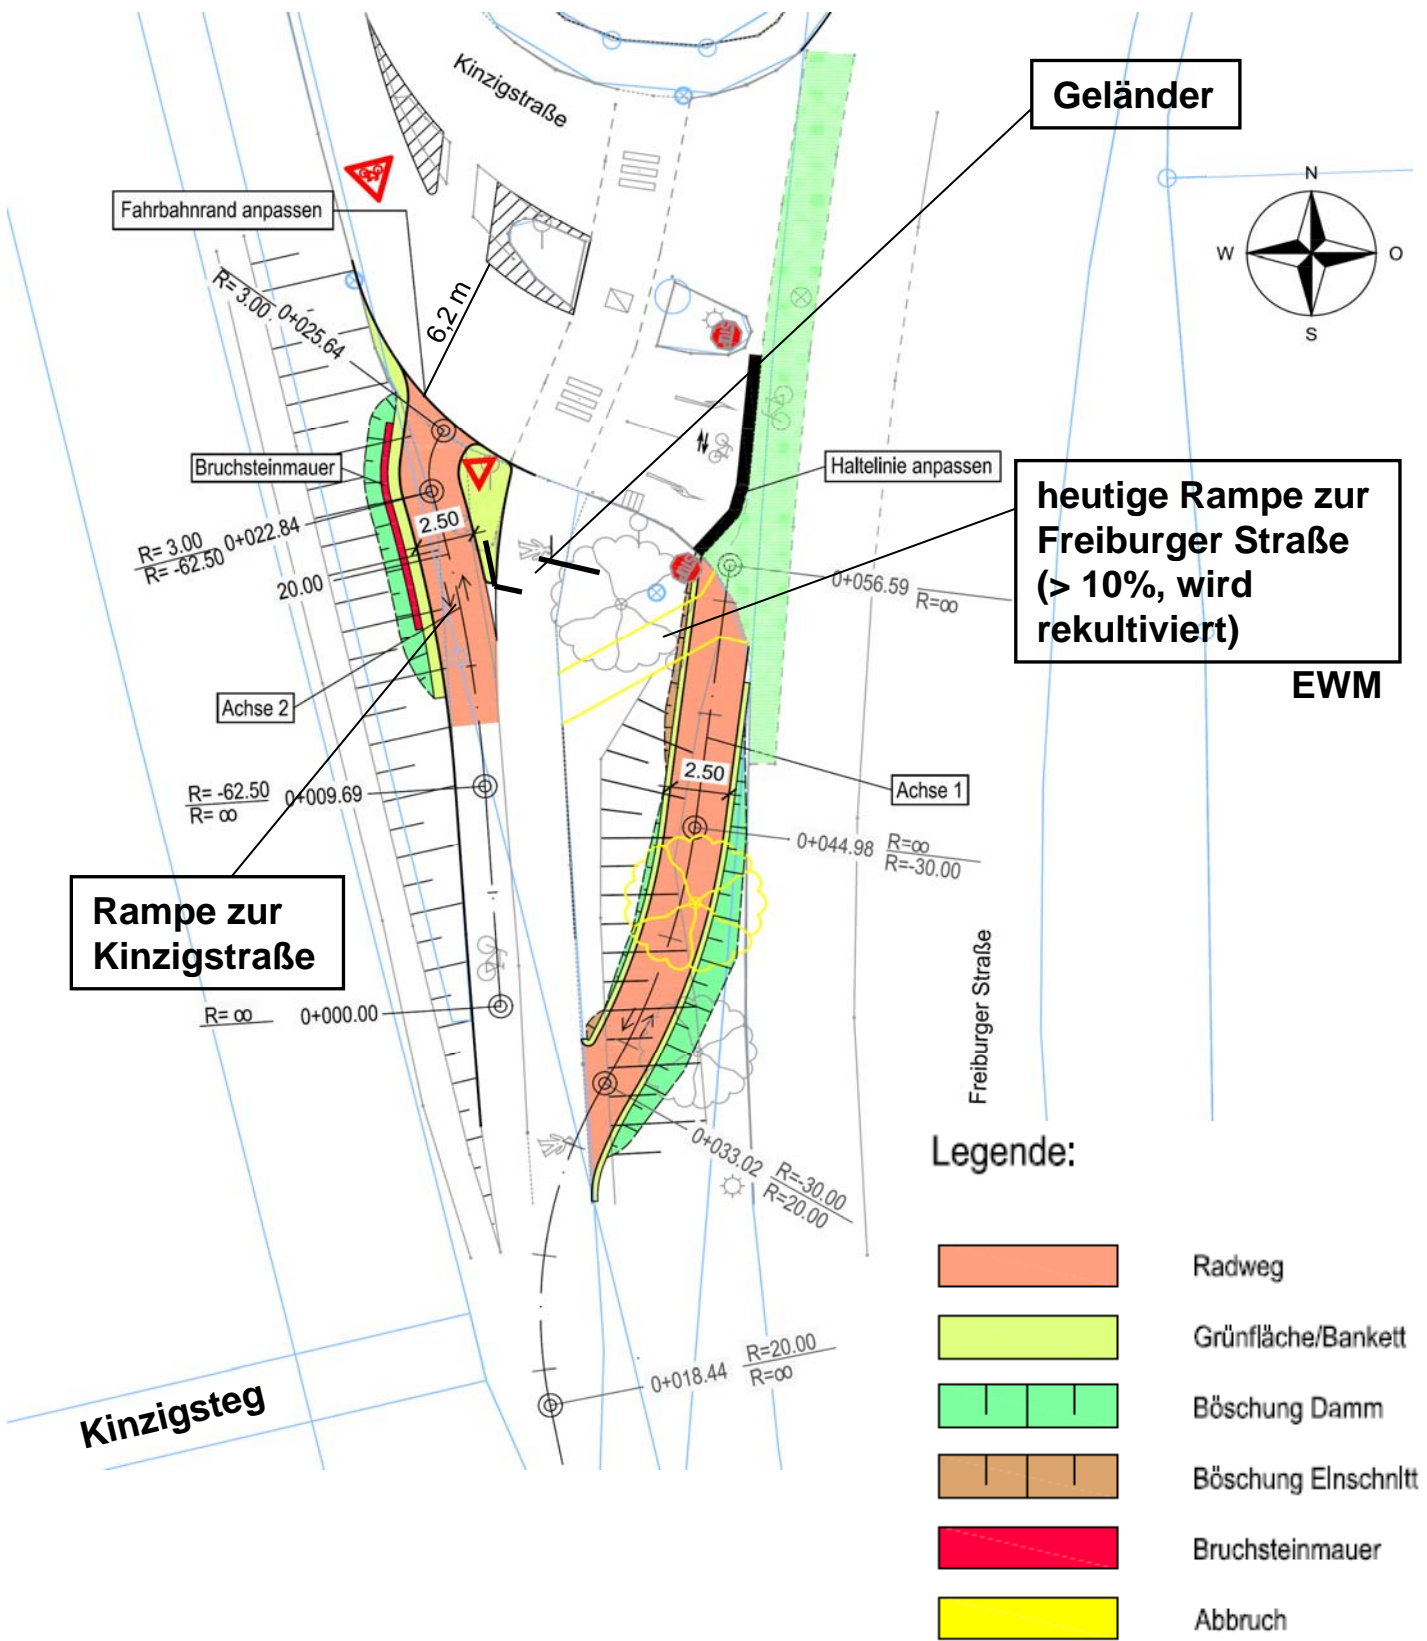 Kinzigstraße
Geländer
N
W
O
S
Fahrbahnrand anpassen
R= 3.00
0+025.64
6,2 m
STOP
Bruchsteinmauer
Haltelinie anpassen
heutige Rampe zur
Freiburger Straße
(> 10%, wird
rekultiviert)
EWM
2.50
R= 3.00
R= -62.50
0+022.84
20.00
STOP
0+056.59
R=∞
Achse 2
2.50
Achse 1
R= -62.50
R= ∞
0+009.69
0+044.98
R=∞
R=-30.00
Rampe zur
Kinzigstraße
R= ∞
0+000.00
Freiburger Straße
0+033.02
R=-30.00
R=20.00
0+018.44
R=20.00
R=∞
Kinzigsteg
Legende:
Radweg
Grünfläche/Bankett
Böschung Damm
Böschung Einschnitt
Bruchsteinmauer
Abbruch